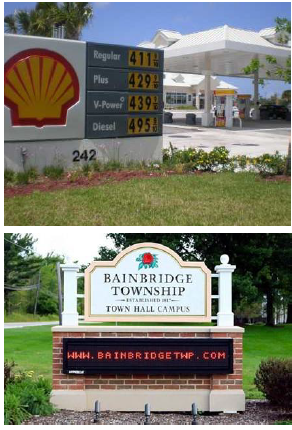 Regular 411
Plus 429
V-Power 439
Diesel 495
242
BAINBRIDGE
TOWNSHIP
ESTABLISHED 1817
TOWN HALL CAMPUS
WWW.BAINBRIDGETWP.COM